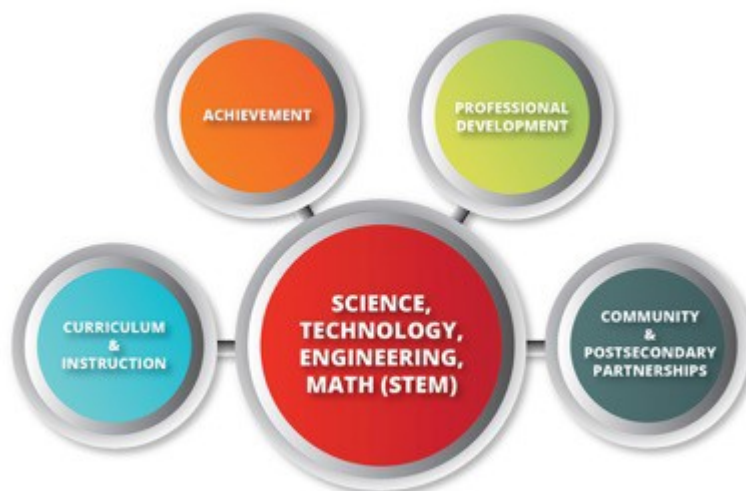 ACHIEVEMENT
PROFESSIONAL
DEVELOPMENT
CURRICULUM
&
INSTRUCTION
SCIENCE,
TECHNOLOGY,
ENGINEERING,
MATH (STEM)
COMMUNITY
&
POSTSECONDARY
PARTNERSHIPS